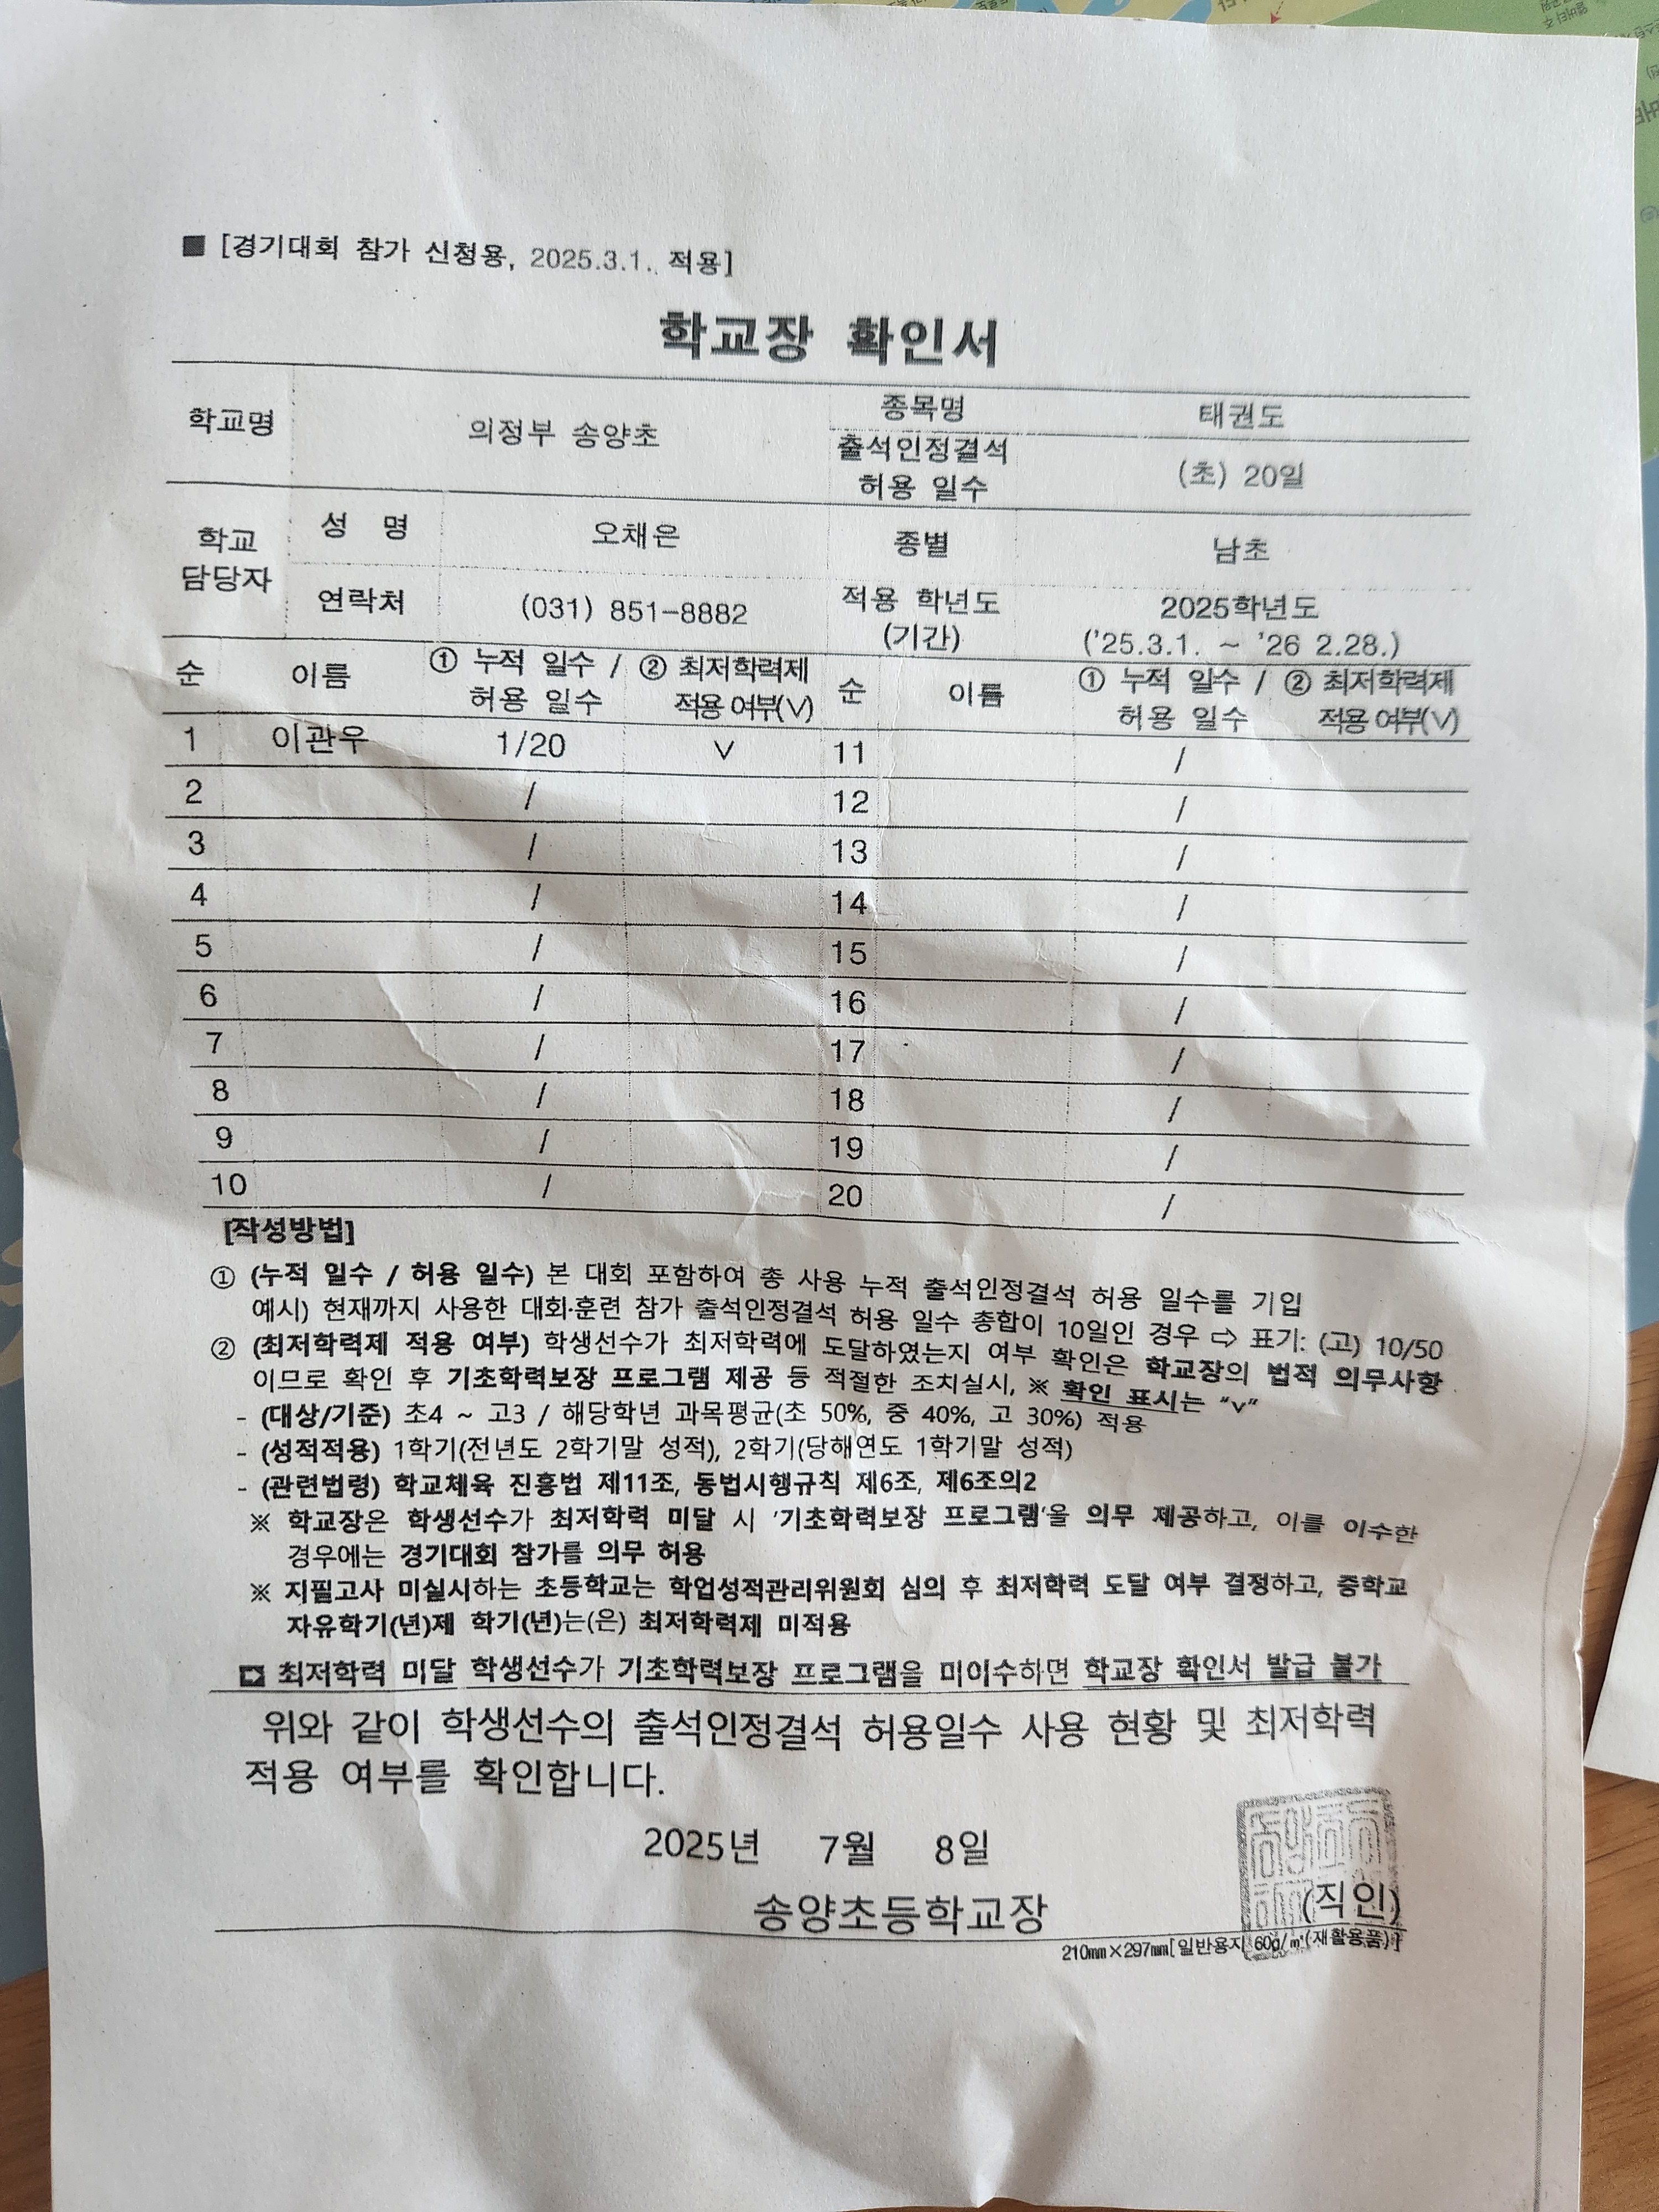 ■ [경기대회 참가 신청용, 2025.3.1. 적용]
학교장 확인서
학교명 의정부 송양초 종목명 태권도
출석인정결석 허용 일수 (초) 20일
학교 담당자 성 명 오채은 종별 남초
연락처 (031) 851-8882 적용 학년도 (기간) 2025학년도 ('25.3.1. ~ '26 2.28.)
순 이름 ① 누적 일수 / 허용 일수 ② 최저학력제 적용 여부(∨) 순 이름 ① 누적 일수 / 허용 일수 ② 최저학력제 적용 여부(∨)
1 이관우 1/20 ∨ 11 /
2 / 12 /
3 / 13 /
4 / 14 /
5 / 15 /
6 / 16 /
7 / 17 /
8 / 18 /
9 / 19 /
10 / 20 /
[작성방법]
① (누적 일수 / 허용 일수) 본 대회 포함하여 총 사용 누적 출석인정결석 허용 일수를 기입
예시) 현재까지 사용한 대회·훈련 참가 출석인정결석 허용 일수 총합이 10일인 경우 ⇨ 표기: (고) 10/50
② (최저학력제 적용 여부) 학생선수가 최저학력에 도달하였는지 여부 확인은 학교장의 법적 의무사항
이므로 확인 후 기초학력보장 프로그램 제공 등 적절한 조치실시, ※ 확인 표시는 “v”
- (대상/기준) 초4 ~ 고3 / 해당학년 과목평균(초 50%, 중 40%, 고 30%) 적용
- (성적적용) 1학기(전년도 2학기말 성적), 2학기(당해연도 1학기말 성적)
- (관련법령) 학교체육 진흥법 제11조, 동법시행규칙 제6조, 제6조의2
※ 학교장은 학생선수가 최저학력 미달 시 '기초학력보장 프로그램'을 의무 제공하고, 이를 이수한
경우에는 경기대회 참가를 의무 허용
※ 지필고사 미실시하는 초등학교는 학업성적관리위원회 심의 후 최저학력 도달 여부 결정하고, 중학교
자유학기(년)제 학기(년)는(은) 최저학력제 미적용
➡ 최저학력 미달 학생선수가 기초학력보장 프로그램을 미이수하면 학교장 확인서 발급 불가
위와 같이 학생선수의 출석인정결석 허용일수 사용 현황 및 최저학력
적용 여부를 확인합니다.
2025년 7월 8일
송양초등학교장 (직인)
210mm×297mm[일반용지 60g/㎡(재활용품)]